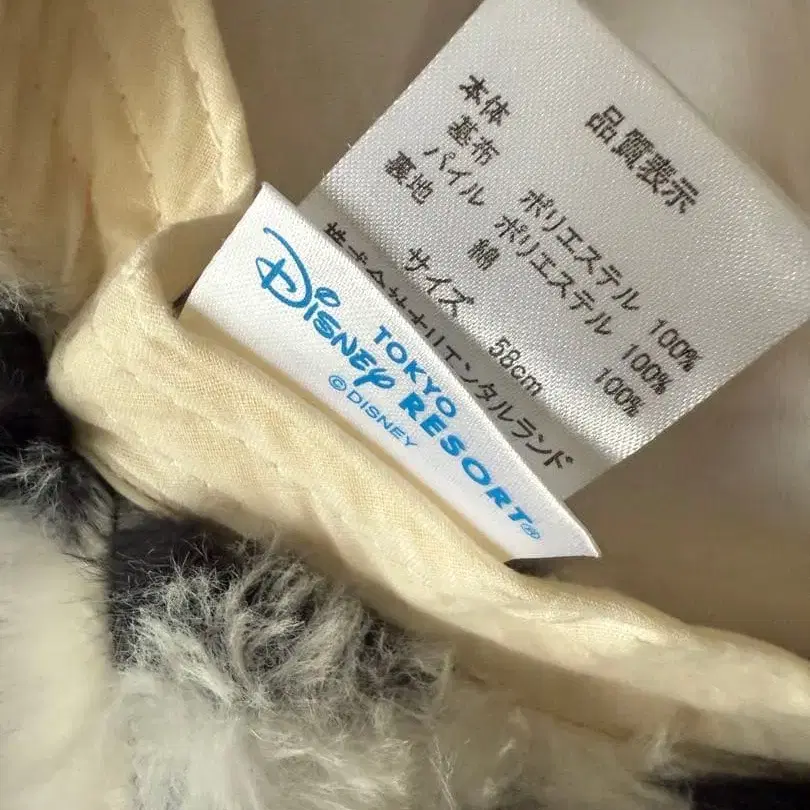 品質表示
本体
基布 ポリエステル 100%
パイル ポリエステル 100%
裏地 綿 100%
サイズ 58cm
株式会社オリエンタルランド
TOKYO
DISNEY RESORT®
©DISNEY